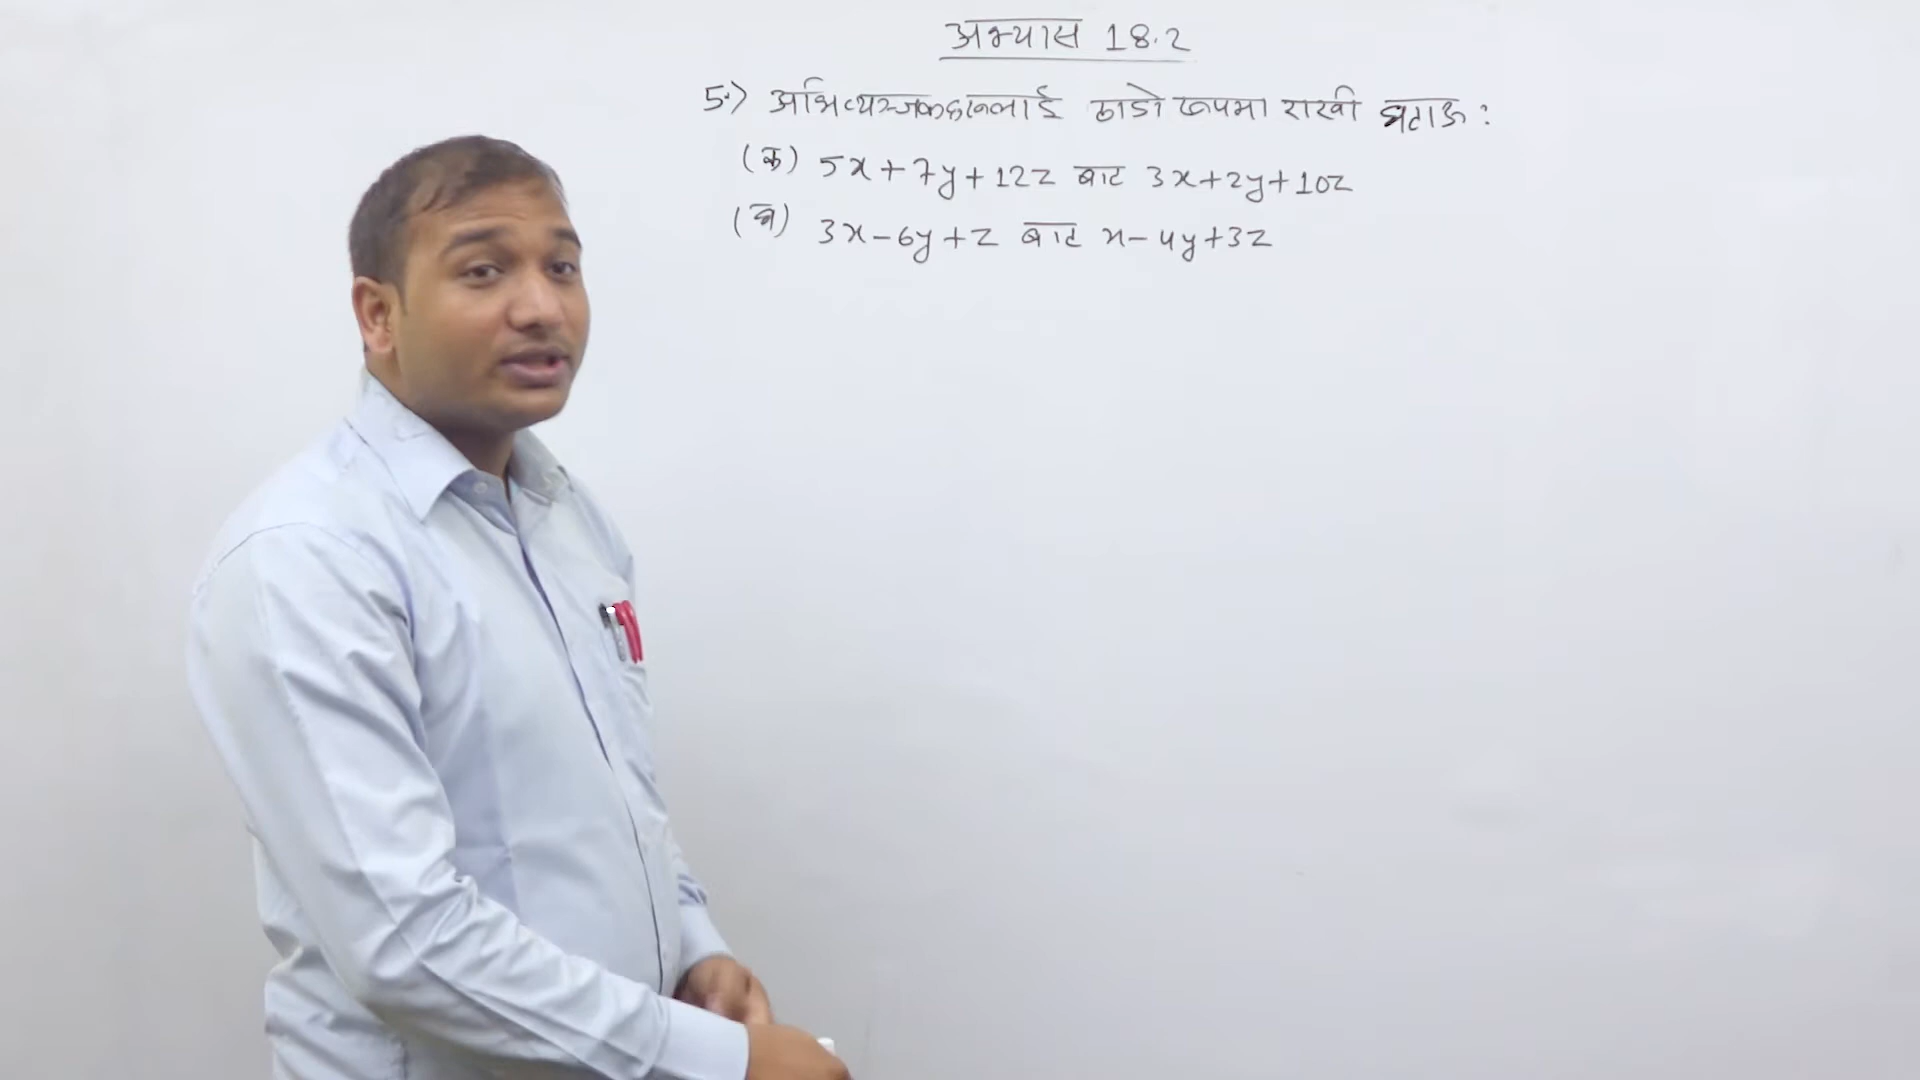 अभ्यास 18.2
5.> अभिव्यञ्जकहरूलाई ठाडो रूपमा राखी घटाऊ :
(क) 5x+7y+12z बाट 3x+2y+10z
(ख) 3x-6y+z बाट x-4y+3z